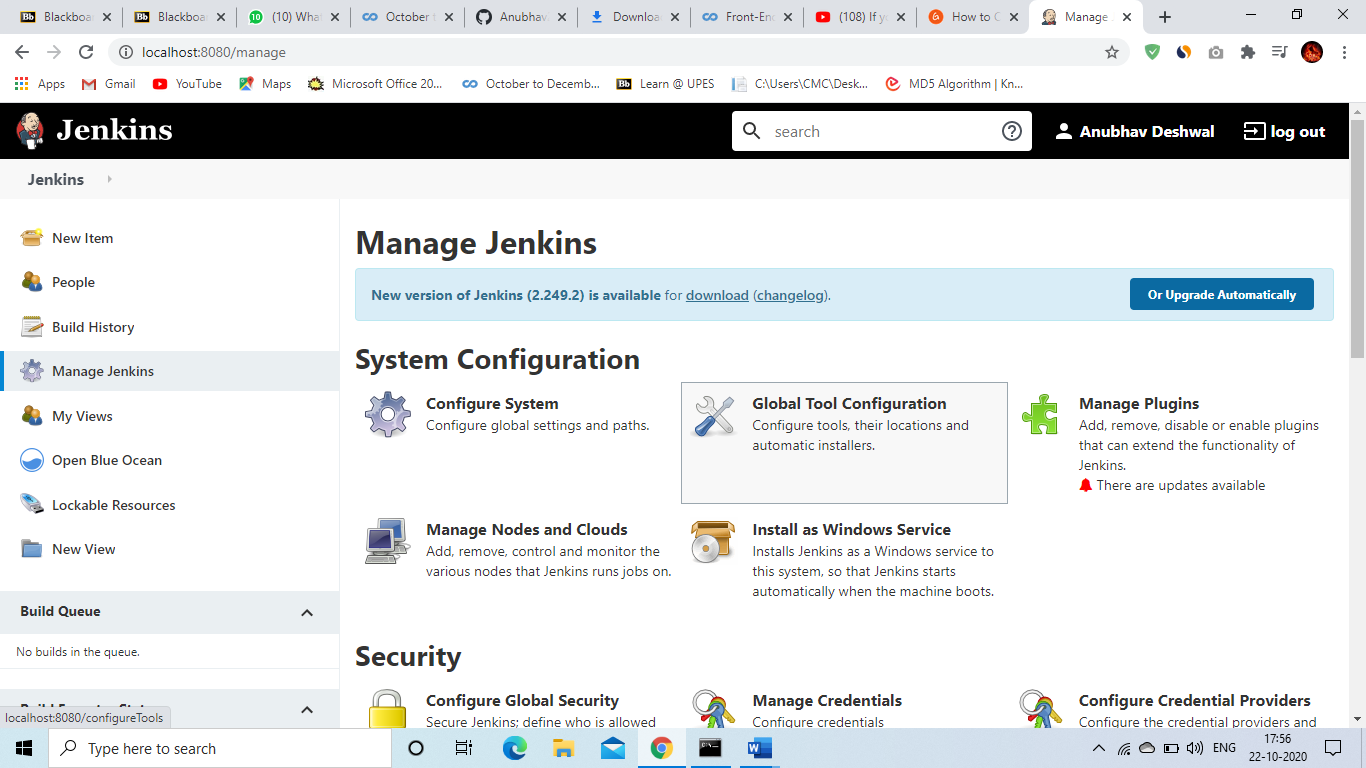 Blackboa
Blackboa
(10) What
October t
Anubhav
Downloa
Front-End
(108) If y
How to C
Manage
localhost:8080/manage
Apps
Gmail
YouTube
Maps
Microsoft Office 20...
October to Decemb...
Learn @ UPES
C:\Users\CMC\Desk...
MD5 Algorithm | Kn...
Jenkins
search
Anubhav Deshwal
log out
Jenkins
New Item
People
Build History
Manage Jenkins
My Views
Open Blue Ocean
Lockable Resources
New View
Build Queue
No builds in the queue.
localhost:8080/configureTools
Manage Jenkins
New version of Jenkins (2.249.2) is available for download (changelog).
Or Upgrade Automatically
System Configuration
Configure System
Configure global settings and paths.
Global Tool Configuration
Configure tools, their locations and
automatic installers.
Manage Plugins
Add, remove, disable or enable plugins
that can extend the functionality of
Jenkins.
There are updates available
Manage Nodes and Clouds
Add, remove, control and monitor the
various nodes that Jenkins runs jobs on.
Install as Windows Service
Installs Jenkins as a Windows service to
this system, so that Jenkins starts
automatically when the machine boots.
Security
Configure Global Security
Secure Jenkins; define who is allowed
Manage Credentials
Configure credentials
Configure Credential Providers
Configure the credential providers and
Type here to search
ENG
17:56
22-10-2020